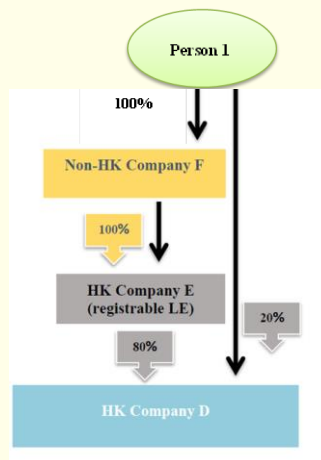 Person 1
100%
Non-HK Company F
100%
HK Company E
(registrable LE)
20%
80%
HK Company D